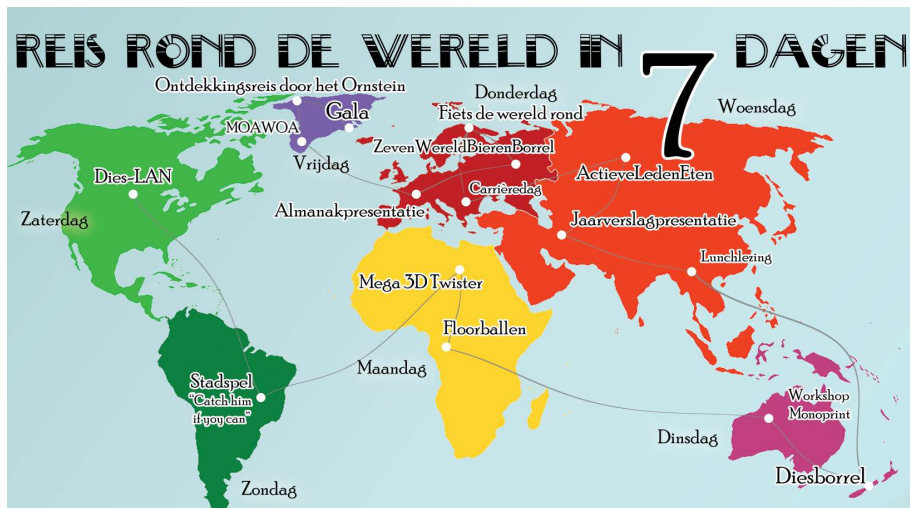 REIS ROND DE WERELD IN 7 DAGEN
Ontdekkingsreis door het Ornstein
Gala
MOAWOA
Vrijdag
Donderdag
Fiets de wereld rond
ZevenWereldBierenBorrel
Carrièredag
Almanakpresentatie
Woensdag
ActieveLedenEten
Jaarverslagpresentatie
Lunchlezing
Dies-LAN
Zaterdag
Mega 3D Twister
Floorballen
Maandag
Stadspel
"Catch him
if yoy can"
Zondag
Workshop
Monoprint
Dinsdag
Diesborrel